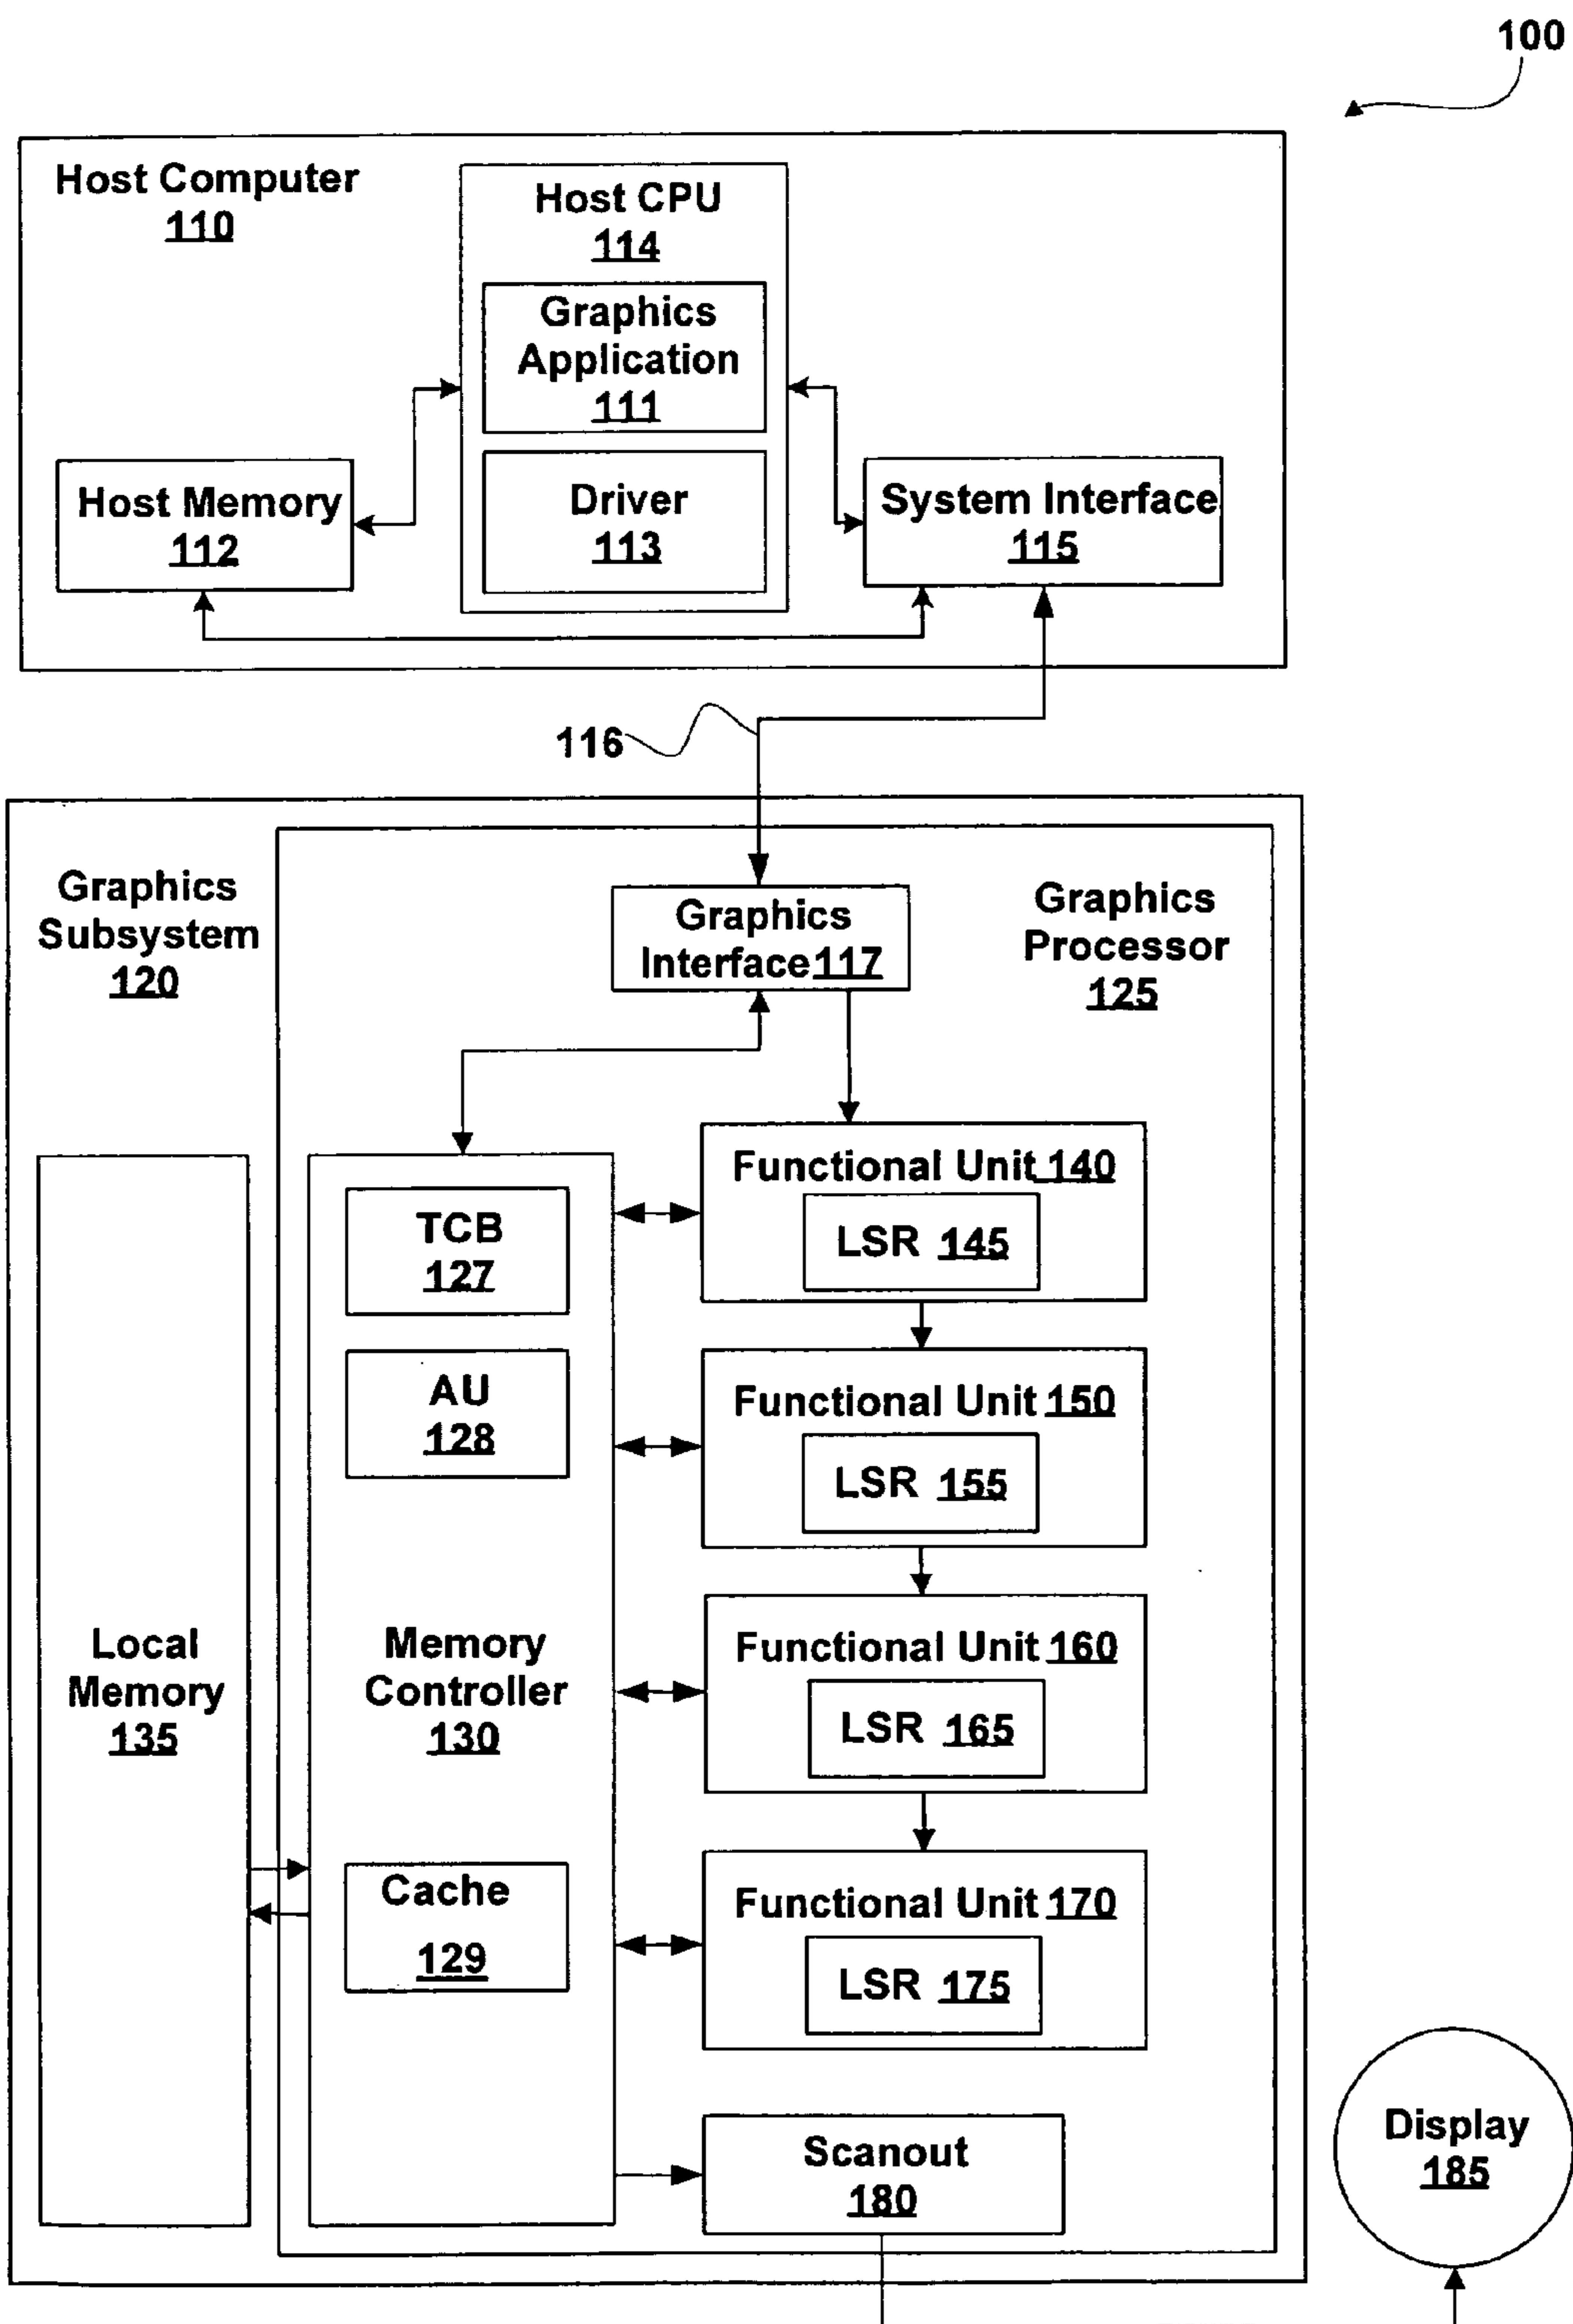 100
Host Computer
110
Host CPU
114
Graphics
Application
111
Driver
113
Host Memory
112
System Interface
115
116
Graphics
Subsystem
120
Graphics
Interface 117
Graphics
Processor
125
TCB
127
AU
128
Memory
Controller
130
Cache
129
Local
Memory
135
Functional Unit 140
LSR 145
Functional Unit 150
LSR 155
Functional Unit 160
LSR 165
Functional Unit 170
LSR 175
Scanout
180
Display
185